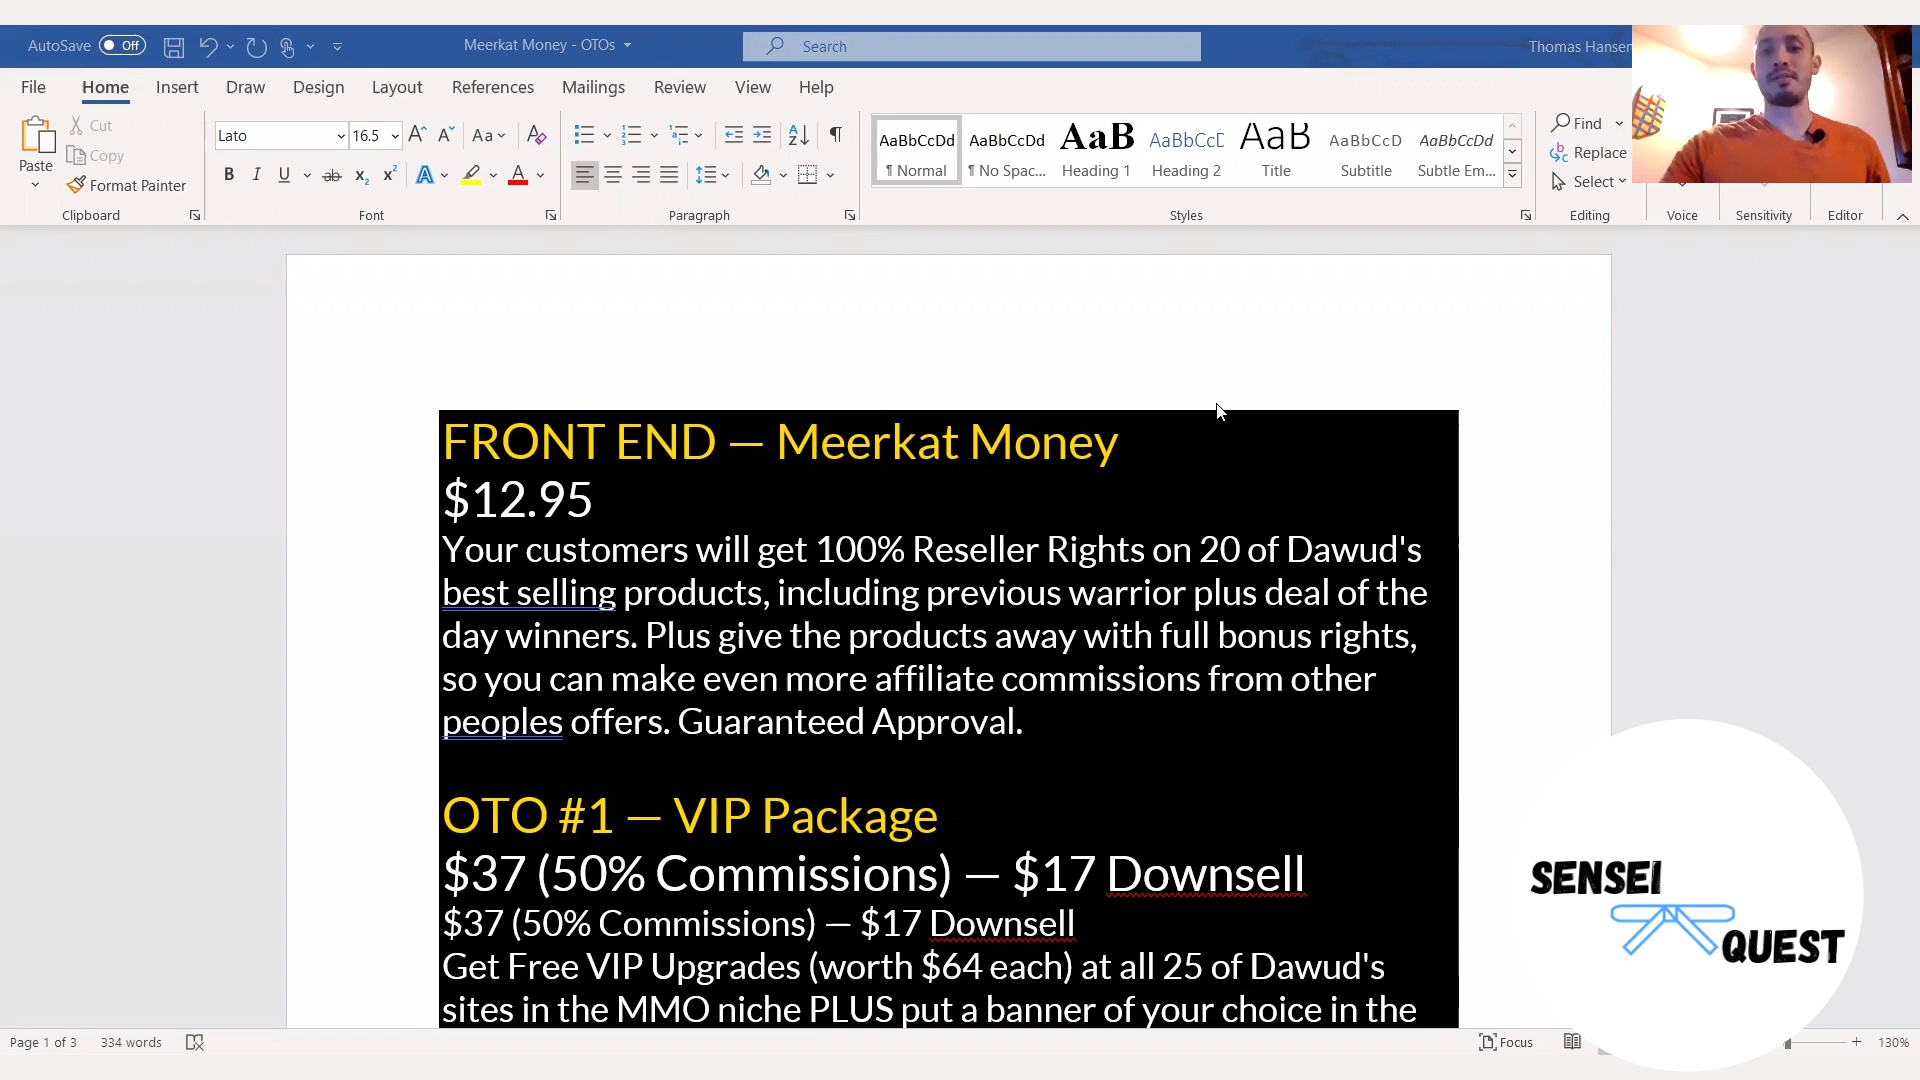 AutoSave Off Meerkat Money - OTOs Search Thomas Hansen
File Home Insert Draw Design Layout References Mailings Review View Help
Paste Cut Copy Format Painter
Lato 16.5 Aa
AaBbCcDd AaBbCcDd AaB AaBbCcD AaB AaBbCcD AaBbCcDd
¶ Normal ¶ No Spac... Heading 1 Heading 2 Title Subtitle Subtle Em...
Find
Replace
Select
Clipboard Font Paragraph Styles Editing Voice Sensitivity Editor
FRONT END — Meerkat Money
$12.95
Your customers will get 100% Reseller Rights on 20 of Dawud's
best selling products, including previous warrior plus deal of the
day winners. Plus give the products away with full bonus rights,
so you can make even more affiliate commissions from other
peoples offers. Guaranteed Approval.
OTO #1 — VIP Package
$37 (50% Commissions) — $17 Downsell
$37 (50% Commissions) — $17 Downsell
Get Free VIP Upgrades (worth $64 each) at all 25 of Dawud's
sites in the MMO niche PLUS put a banner of your choice in the
SENSEI
QUEST
Page 1 of 3 334 words Focus 130%